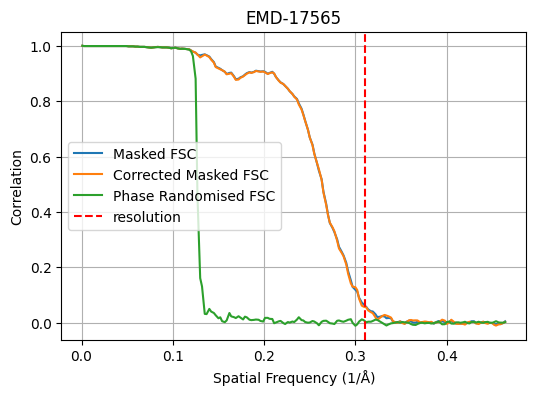 EMD-17565
1.0
0.8
0.6
0.4
0.2
0.0
Correlation
Masked FSC
Corrected Masked FSC
Phase Randomised FSC
resolution
0.0 0.1 0.2 0.3 0.4
Spatial Frequency (1/Å)